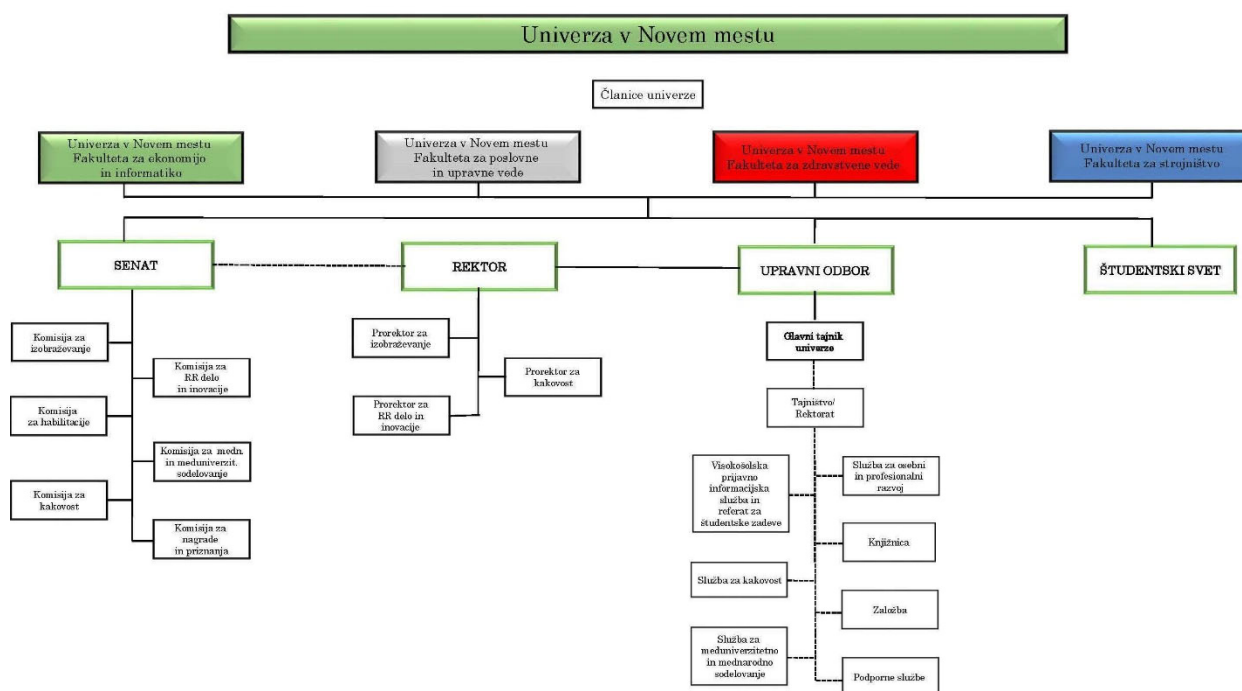 Univerza v Novem mestu
Članice univerze
Univerza v Novem mestu
Fakulteta za ekonomijo
in informatiko
Univerza v Novem mestu
Fakulteta za poslovne
in upravne vede
Univerza v Novem mestu
Fakulteta za zdravstvene vede
Univerza v Novem mestu
Fakulteta za strojništvo
SENAT
REKTOR
UPRAVNI ODBOR
ŠTUDENTSKI SVET
Komisija za
izobraževanje
Komisija za
RR delo
in inovacije
Komisija
za habilitacije
Komisija za medn.
in meduniverzit.
sodelovanje
Komisija za
kakovost
Komisija za
nagrade
in priznanja
Prorektor za
izobraževanje
Prorektor za
kakovost
Prorektor za
RR delo in
inovacije
Glavni tajnik
univerze
Tajništvo/
Rektorat
Visokošolska
prijavno
informacijska
služba in
referat za
študentske zadeve
Služba za osebni
in profesionalni
razvoj
Knjižnica
Služba za kakovost
Založba
Služba za
meduniverzitetno
in mednarodno
sodelovanje
Podporne službe